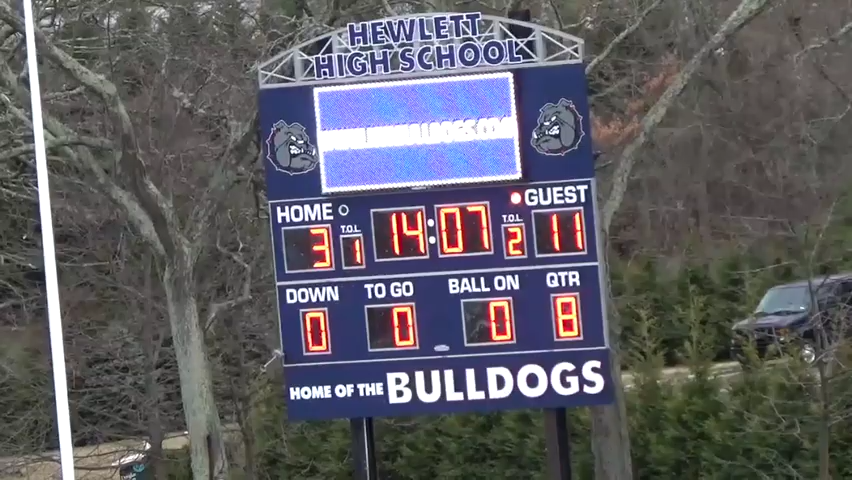 HEWLETT
HIGH SCHOOL
HOME GUEST
T.O.L. T.O.L.
3 1 14:07 2 11
DOWN TO GO BALL ON QTR
0 0 0 8
HOME OF THE BULLDOGS